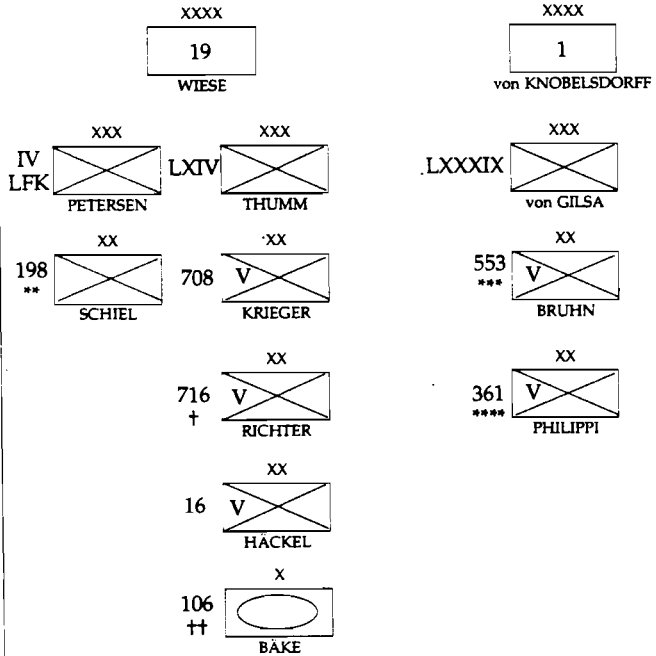 XXXX
19
WIESE
XXXX
1
von KNOBELSDORFF
XXX
IV
LFK
PETERSEN
XXX
LXIV
THUMM
XXX
LXXXIX
von GILSA
XX
198
**
SCHIEL
XX
708
V
KRIEGER
XX
553
***
V
BRUHN
XX
716
†
V
RICHTER
XX
361
****
V
PHILIPPI
XX
16
V
HÄCKEL
X
106
††
BÄKE